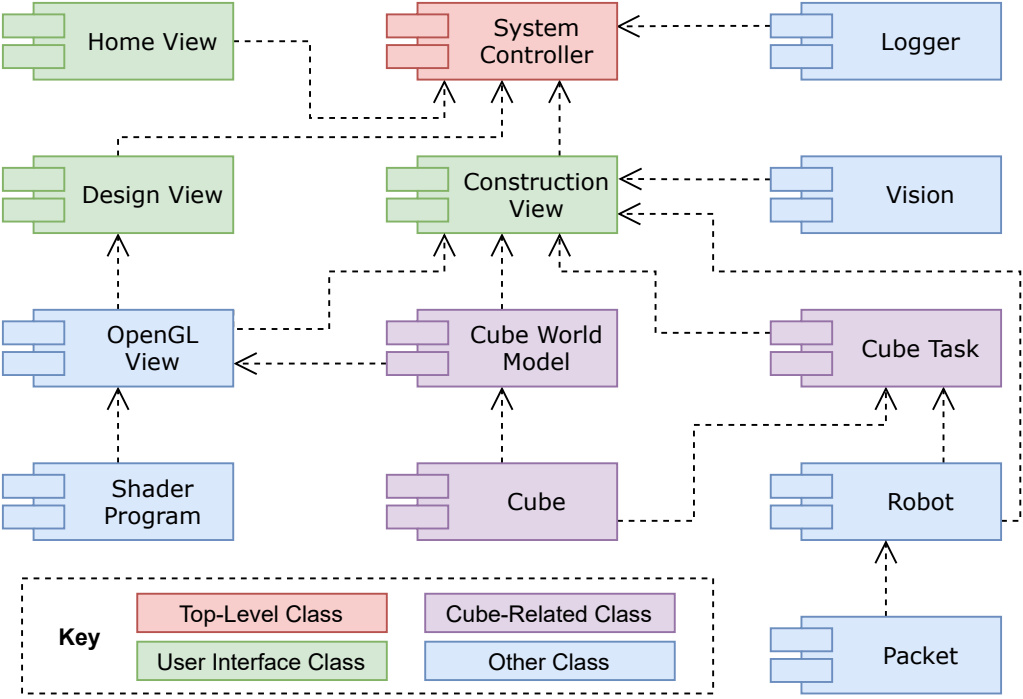 Home View
System
Controller
Logger
Design View
Construction
View
Vision
OpenGL
View
Cube World
Model
Cube Task
Shader
Program
Cube
Robot
Key
Top-Level Class
Cube-Related Class
User Interface Class
Other Class
Packet